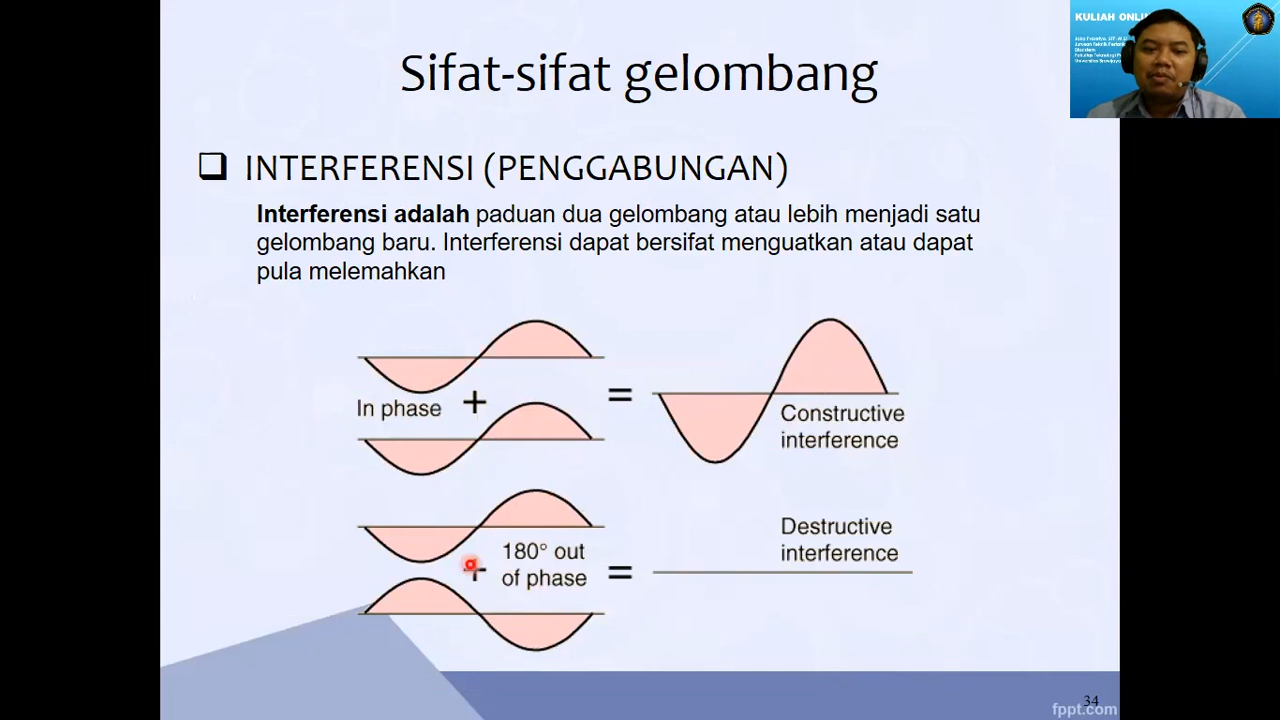 Sifat-sifat gelombang
KULIAH ONLIN
❑ INTERFERENSI (PENGGABUNGAN)
Interferensi adalah paduan dua gelombang atau lebih menjadi satu
gelombang baru. Interferensi dapat bersifat menguatkan atau dapat
pula melemahkan
In phase
+
=
Constructive
interference
180° out
of phase
+
=
Destructive
interference
34
fppt.com